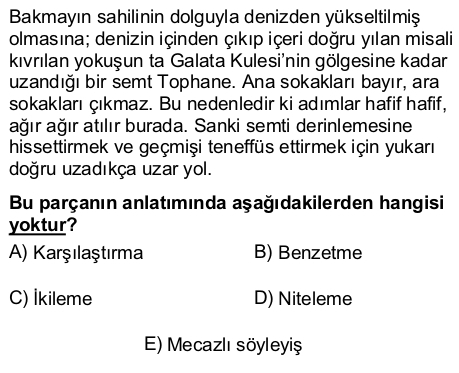 Bakmayın sahilinin dolguyla denizden yükseltilmiş
olmasına; denizin içinden çıkıp içeri doğru yılan misali
kıvrılan yokuşun ta Galata Kulesi’nin gölgesine kadar
uzandığı bir semt Tophane. Ana sokakları bayır, ara
sokakları çıkmaz. Bu nedenledir ki adımlar hafif hafif,
ağır ağır atılır burada. Sanki semti derinlemesine
hissettirmek ve geçmişi teneffüs ettirmek için yukarı
doğru uzadıkça uzar yol.
Bu parçanın anlatımında aşağıdakilerden hangisi
yoktur?
A) Karşılaştırma B) Benzetme
C) İkileme D) Niteleme
E) Mecazlı söyleyiş